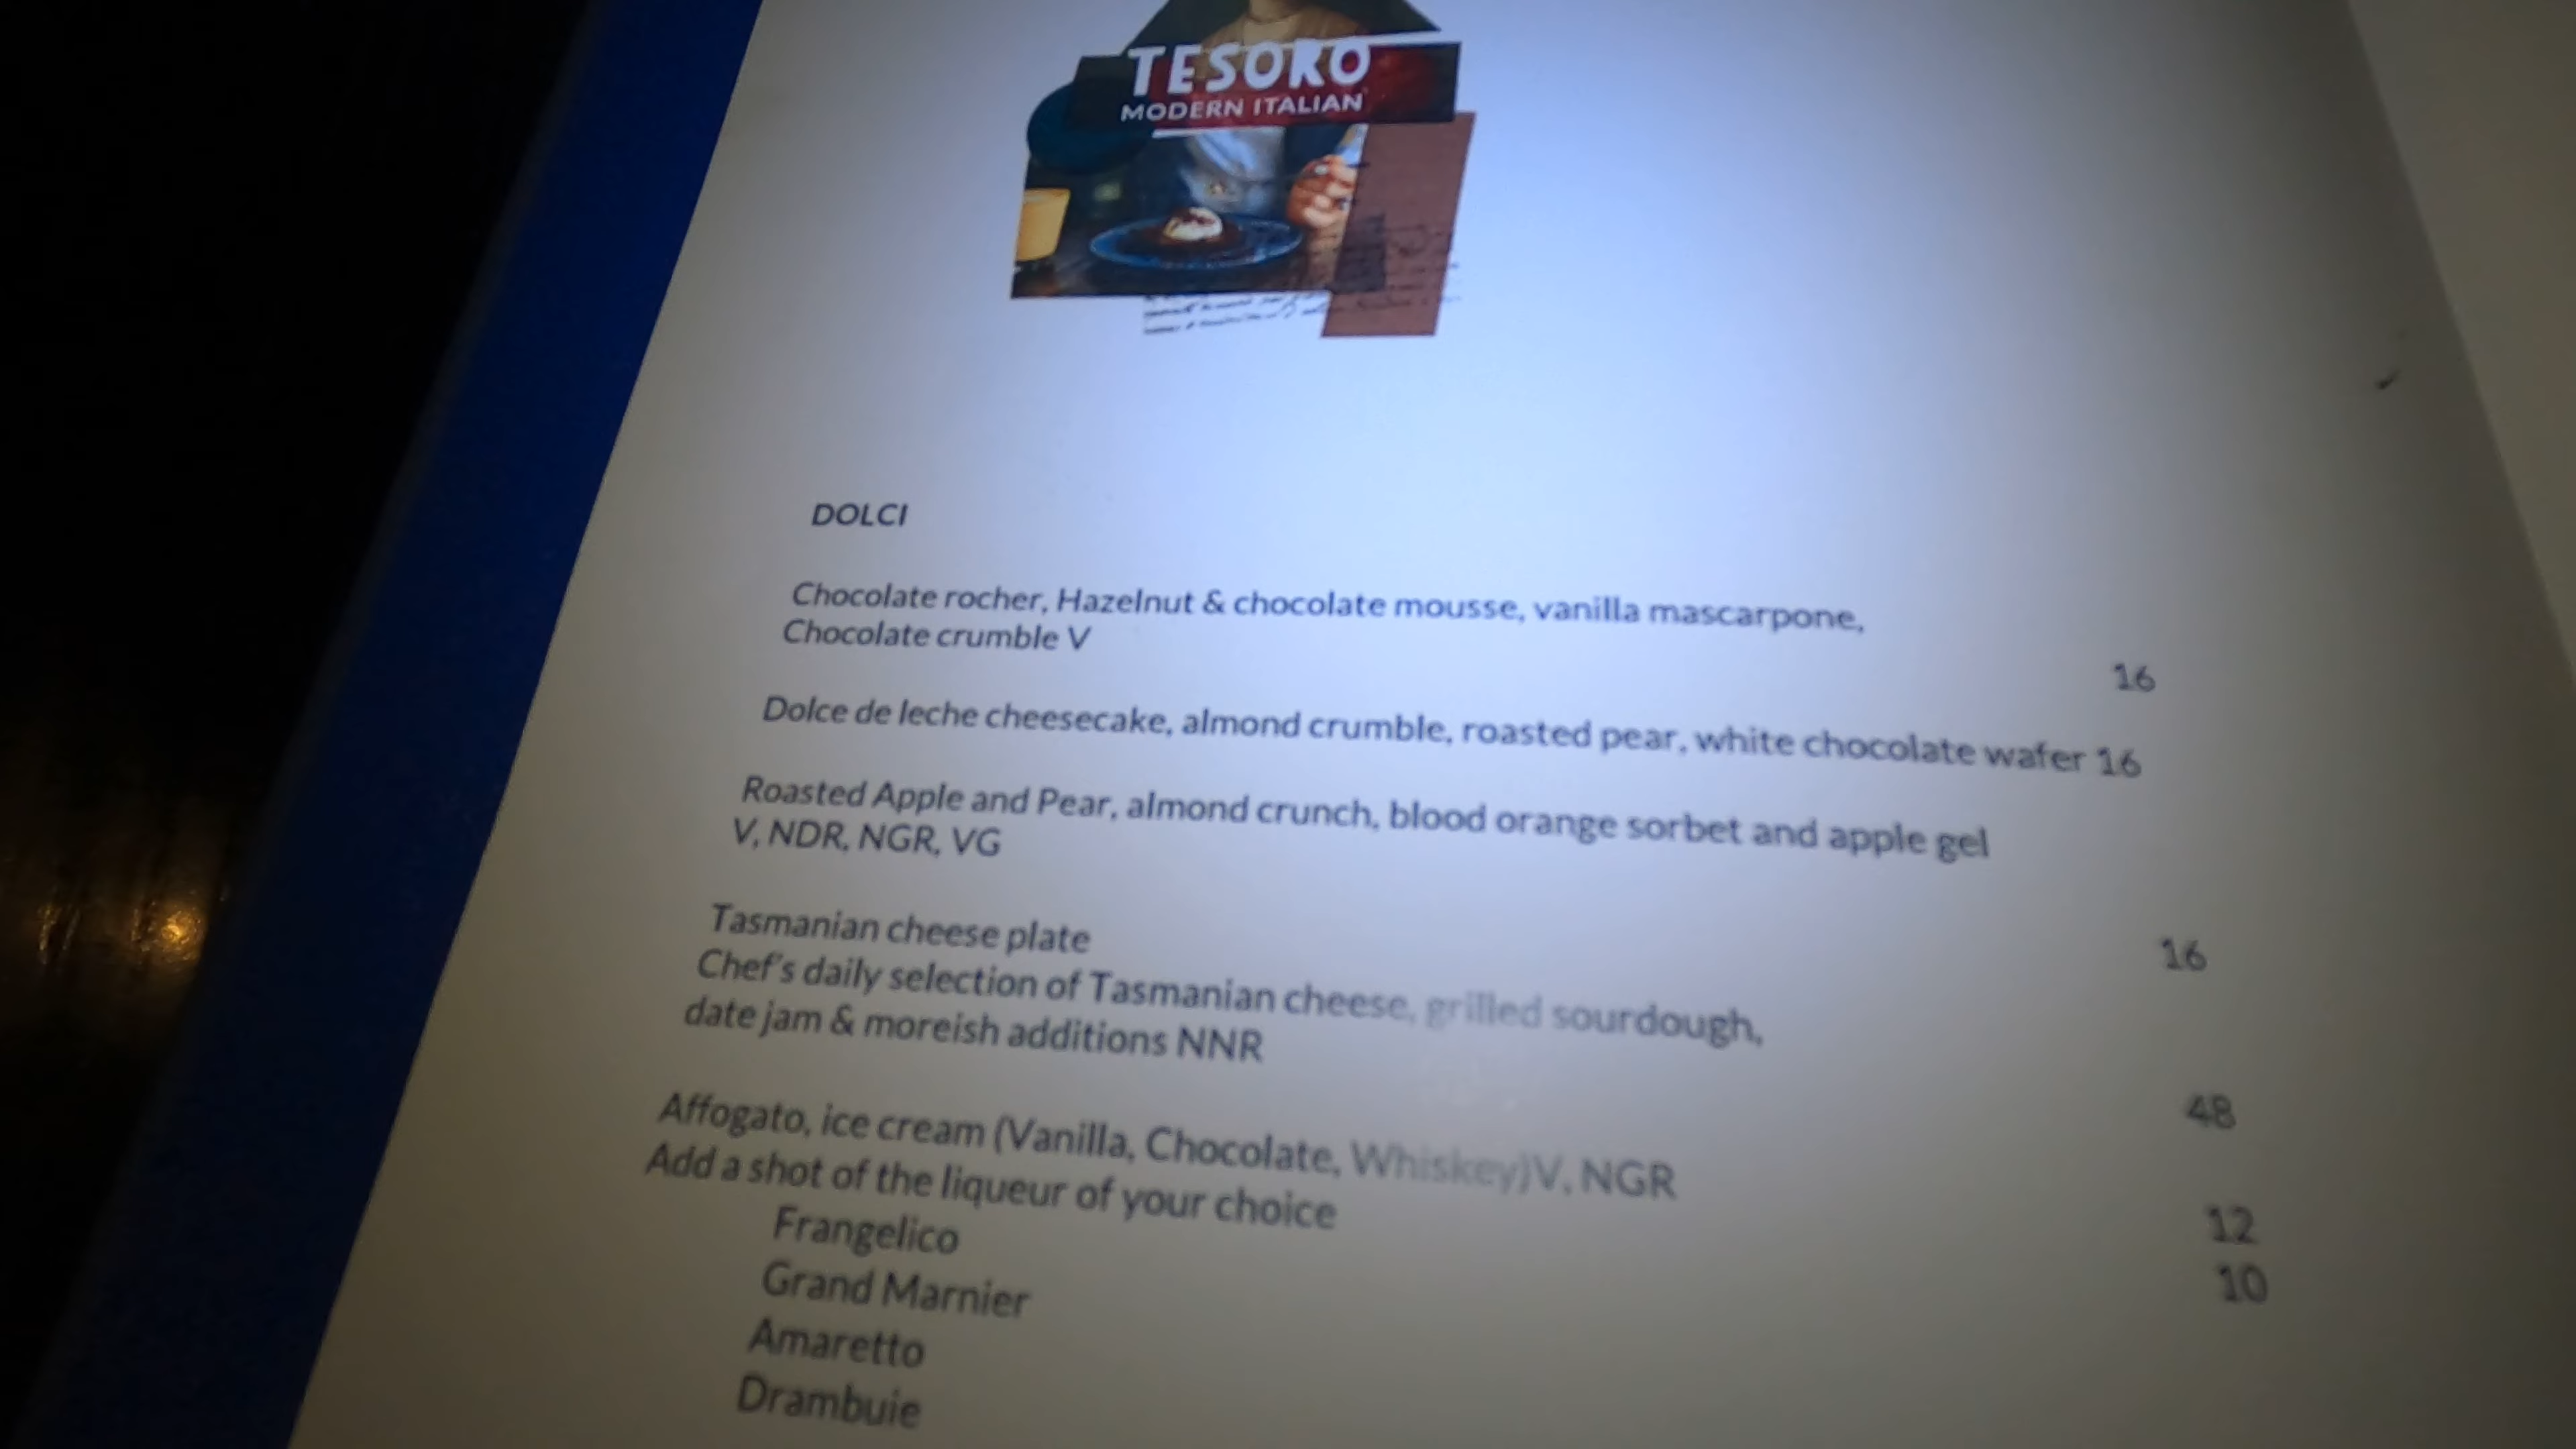 TESORO
MODERN ITALIAN
DOLCI
Chocolate rocher, Hazelnut & chocolate mousse, vanilla mascarpone,
Chocolate crumble V
16
Dolce de leche cheesecake, almond crumble, roasted pear, white chocolate wafer 16
Roasted Apple and Pear, almond crunch, blood orange sorbet and apple gel
V, NDR, NGR, VG
16
Tasmanian cheese plate
Chef's daily selection of Tasmanian cheese, grilled sourdough,
date jam & moreish additions NNR
48
Affogato, ice cream (Vanilla, Chocolate, Whiskey)V, NGR
12
Add a shot of the liqueur of your choice
10
Frangelico
Grand Marnier
Amaretto
Drambuie